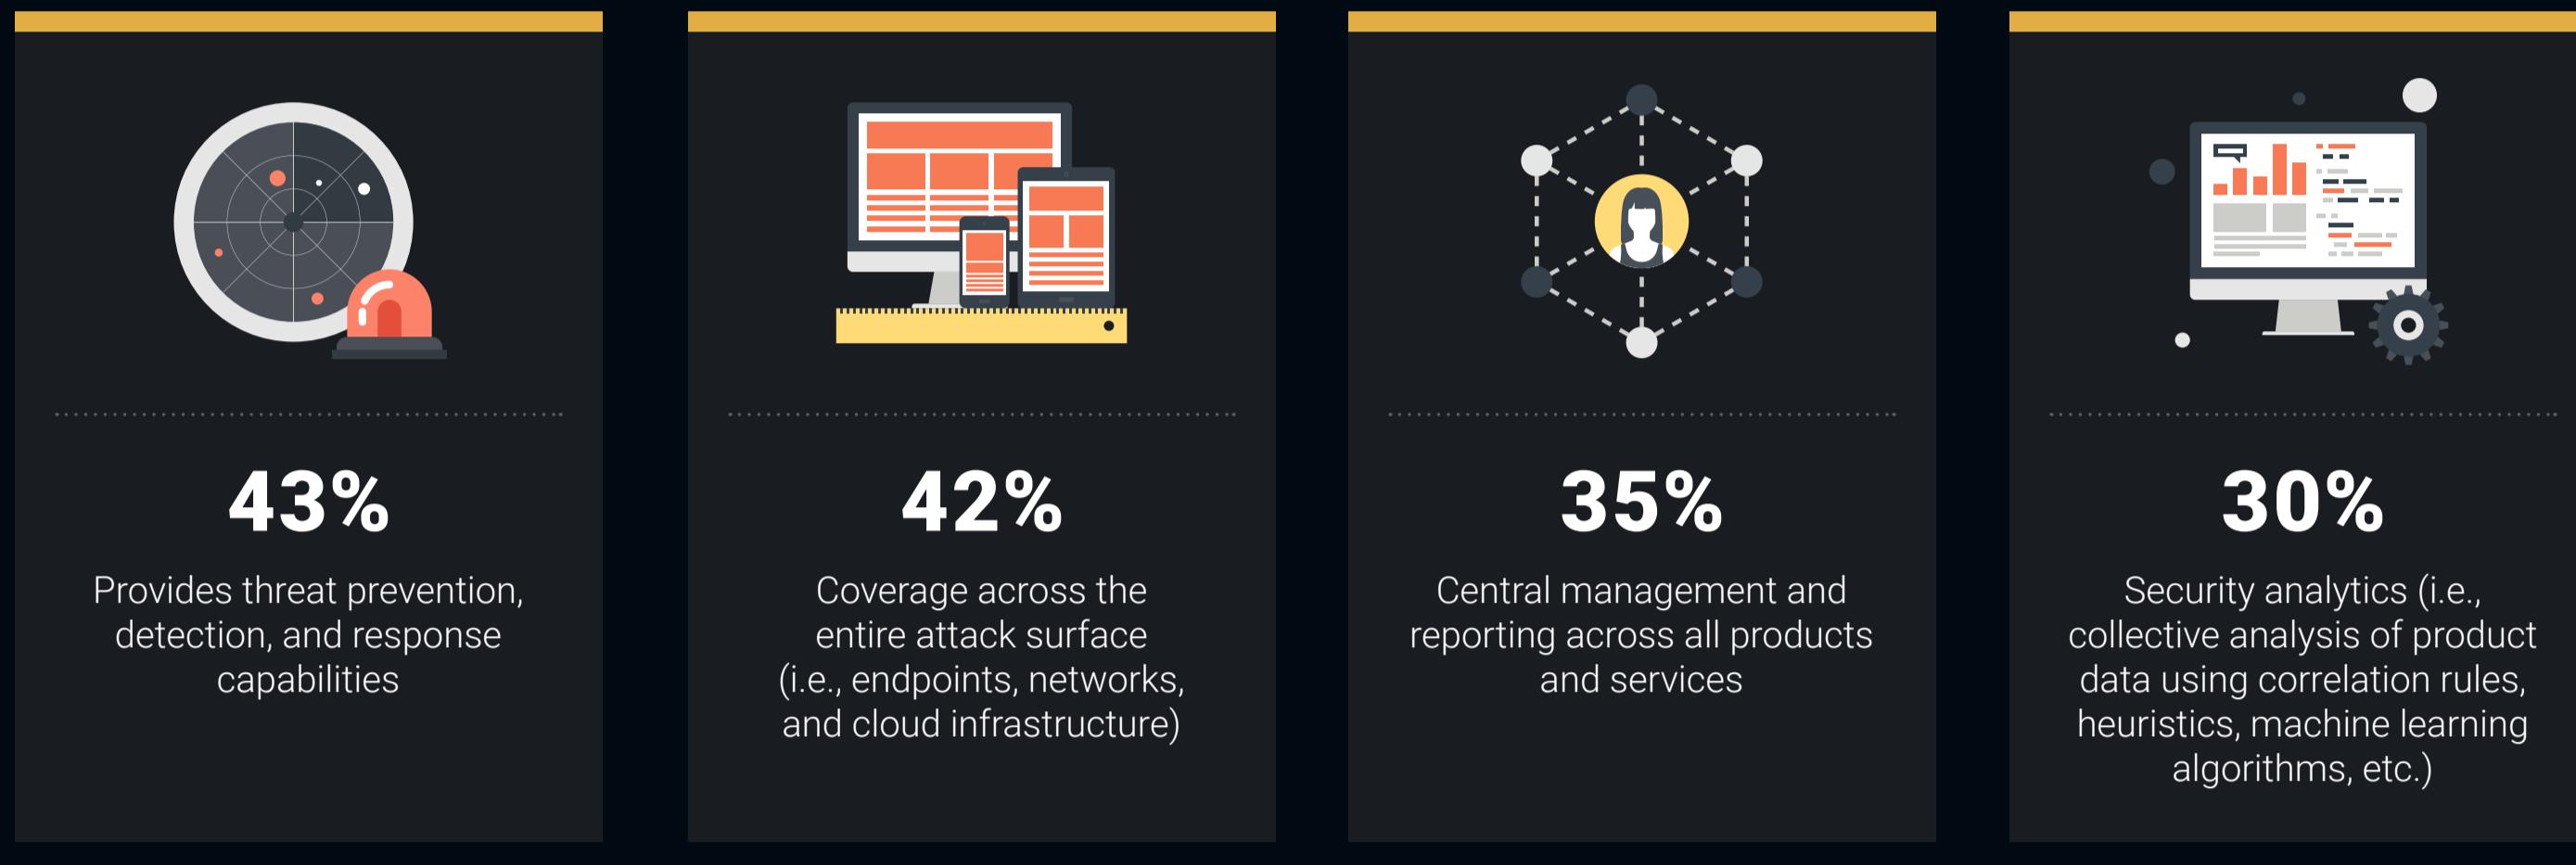 43%
Provides threat prevention,
detection, and response
capabilities
42%
Coverage across the
entire attack surface
(i.e., endpoints, networks,
and cloud infrastructure)
35%
Central management and
reporting across all products
and services
30%
Security analytics (i.e.,
collective analysis of product
data using correlation rules,
heuristics, machine learning
algorithms, etc.)